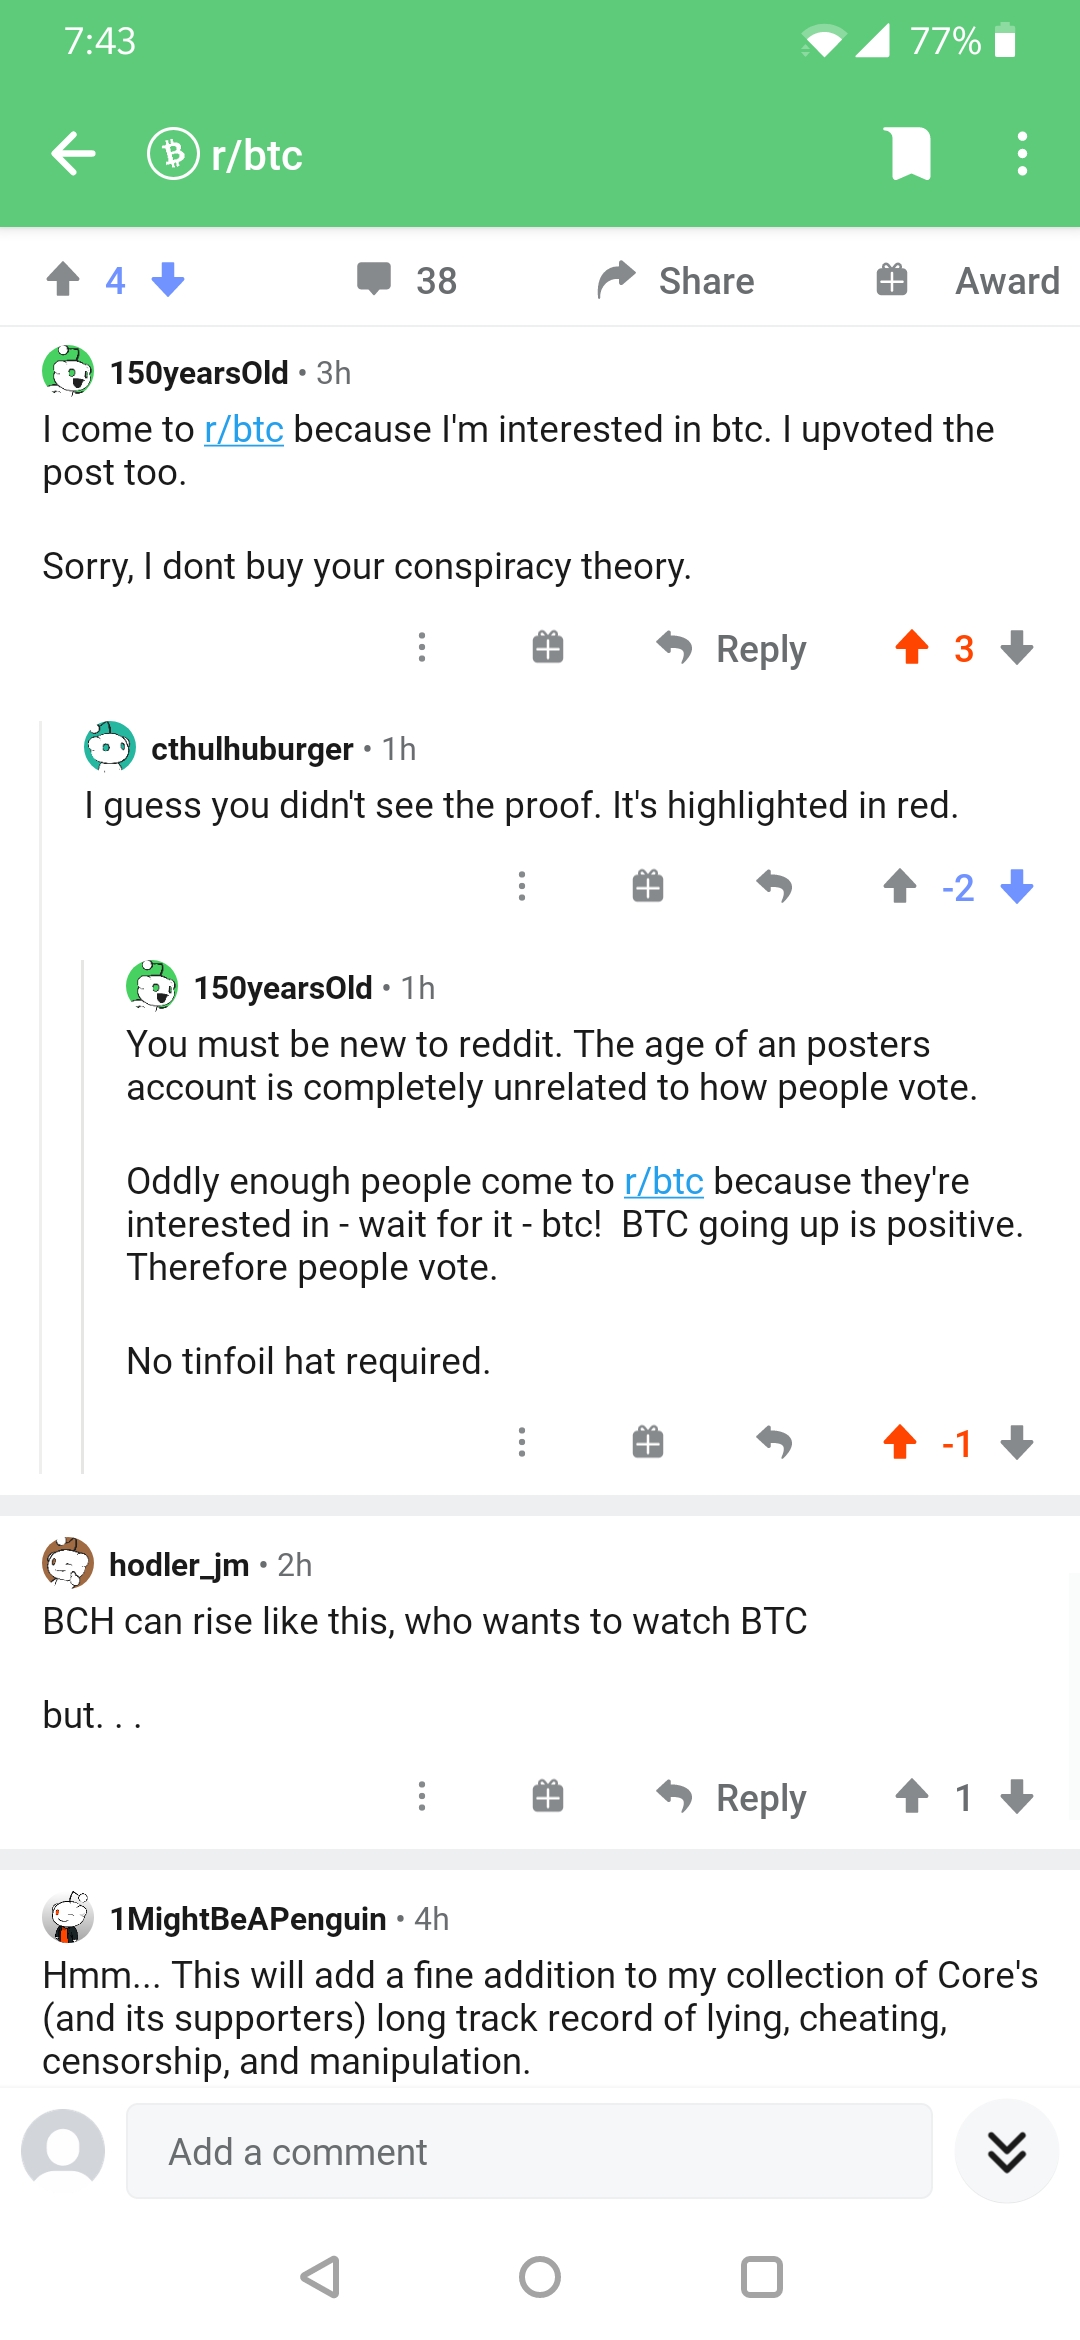 7:43
77%
r/btc
4
38
Share
Award
150yearsOld • 3h
I come to r/btc because I'm interested in btc. I upvoted the
post too.
Sorry, I dont buy your conspiracy theory.
Reply
3
cthulhuburger • 1h
I guess you didn't see the proof. It's highlighted in red.
-2
150yearsOld • 1h
You must be new to reddit. The age of an posters
account is completely unrelated to how people vote.
Oddly enough people come to r/btc because they're
interested in - wait for it - btc!  BTC going up is positive.
Therefore people vote.
No tinfoil hat required.
-1
hodler_jm • 2h
BCH can rise like this, who wants to watch BTC
but. . .
Reply
1
1MightBeAPenguin • 4h
Hmm... This will add a fine addition to my collection of Core's
(and its supporters) long track record of lying, cheating,
censorship, and manipulation.
Add a comment